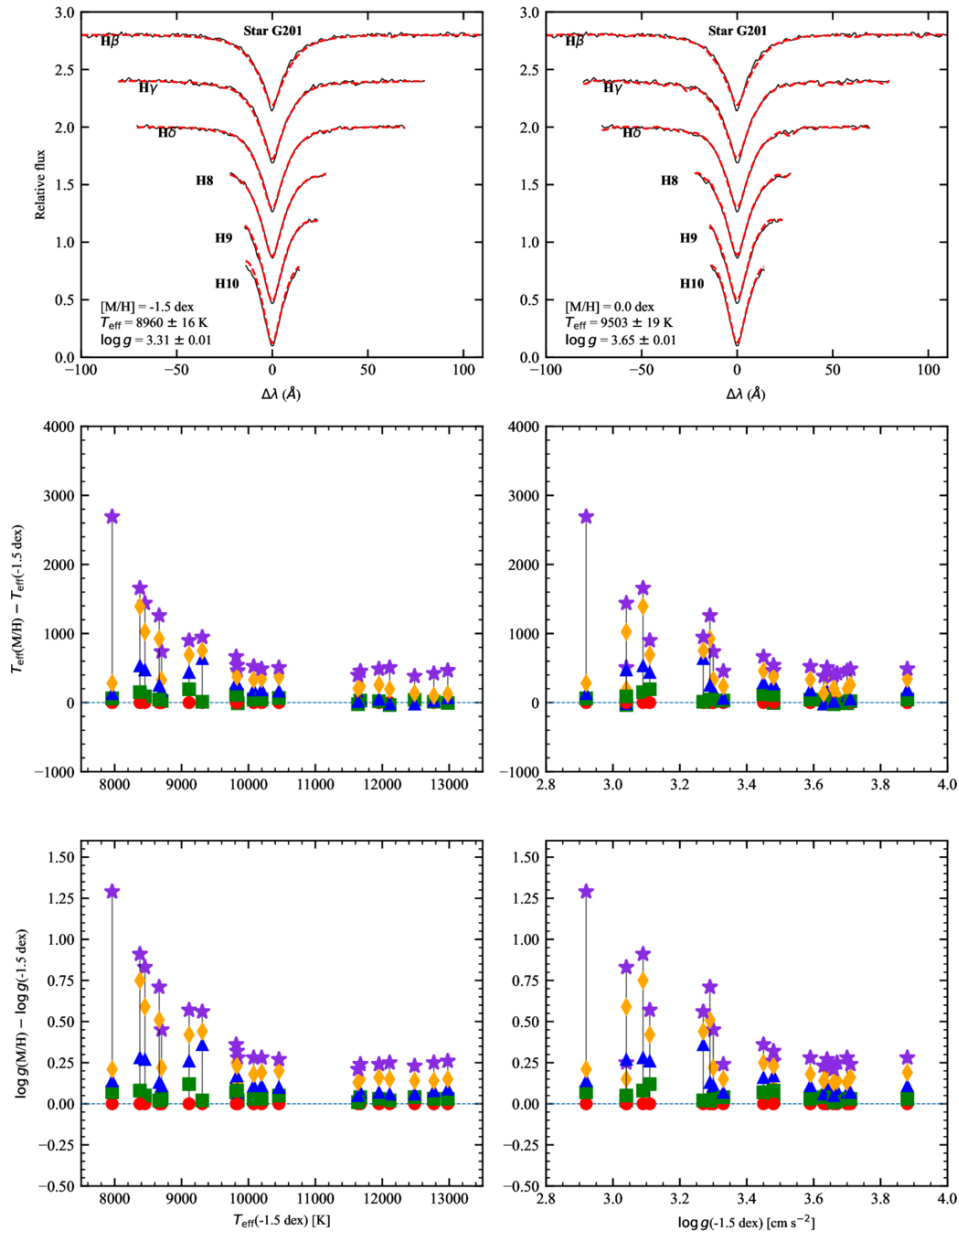 Star G201
Hβ
Hγ
Hδ
H8
H9
H10
[M/H] = -1.5 dex
Teff = 8960 ± 16 K
log g = 3.31 ± 0.01
3.0
2.5
2.0
1.5
1.0
0.5
0.0
Relative flux
−100 −50 0 50 100
Δλ (Å)
Star G201
Hβ
Hγ
Hδ
H8
H9
H10
[M/H] = 0.0 dex
Teff = 9503 ± 19 K
log g = 3.65 ± 0.01
3.0
2.5
2.0
1.5
1.0
0.5
0.0
−100 −50 0 50 100
Δλ (Å)
4000
3000
2000
1000
0
−1000
Teff(M/H) − Teff(-1.5 dex)
8000 9000 10000 11000 12000 13000
4000
3000
2000
1000
0
−1000
2.8 3.0 3.2 3.4 3.6 3.8 4.0
1.50
1.25
1.00
0.75
0.50
0.25
0.00
−0.25
−0.50
log g(M/H) − log g(-1.5 dex)
8000 9000 10000 11000 12000 13000
Teff(-1.5 dex) [K]
1.50
1.25
1.00
0.75
0.50
0.25
0.00
−0.25
−0.50
2.8 3.0 3.2 3.4 3.6 3.8 4.0
log g(-1.5 dex) [cm s⁻²]